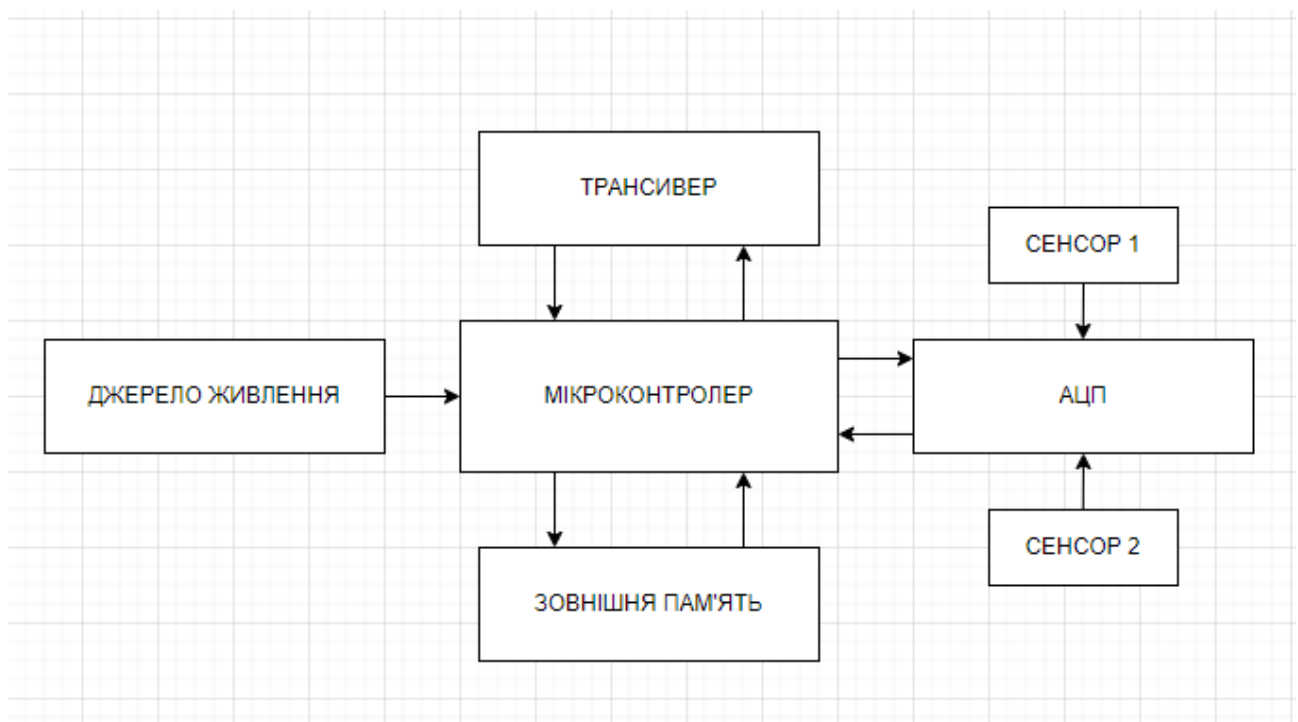 ТРАНСИВЕР
СЕНСОР 1
ДЖЕРЕЛО ЖИВЛЕННЯ
МІКРОКОНТРОЛЕР
АЦП
СЕНСОР 2
ЗОВНІШНЯ ПАМ'ЯТЬ